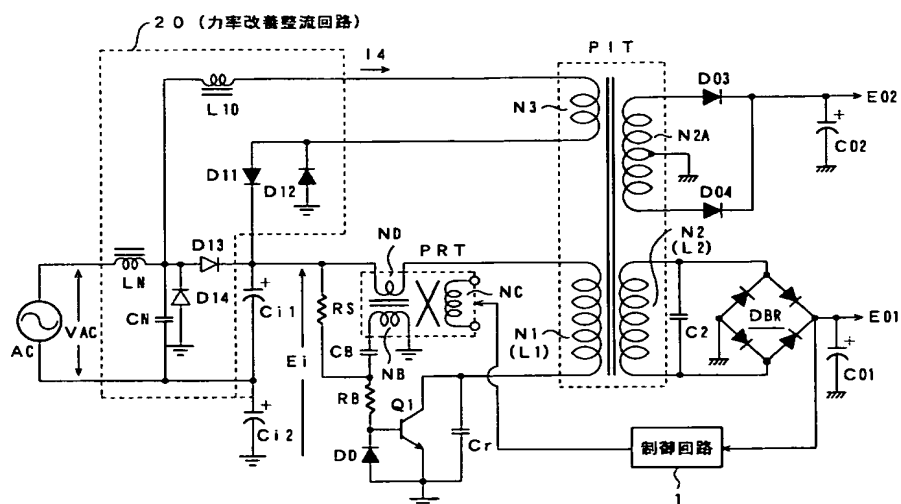 20 (力率改善整流回路)
I4
PIT
L10
N3
D03
E02
N2A
C02
D11
D12
D04
ND
PRT
N2
(L2)
LN
D13
D14
NC
CN
Ci1
RS
VAC
AC
Ei
CB
NB
N1
(L1)
C2
DBR
E01
C01
RB
Q1
Ci2
DD
Cr
制御回路
1